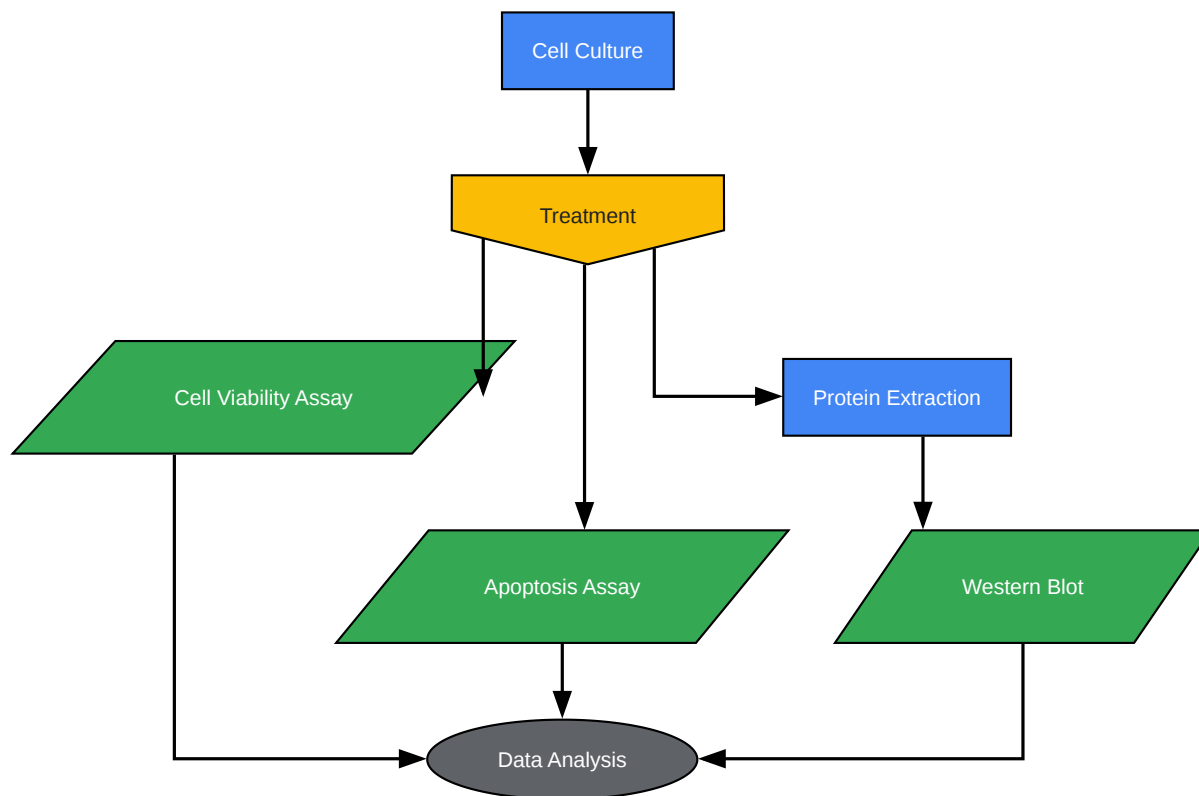 Cell Culture
Treatment
Cell Viability Assay
Protein Extraction
Apoptosis Assay
Western Blot
Data Analysis